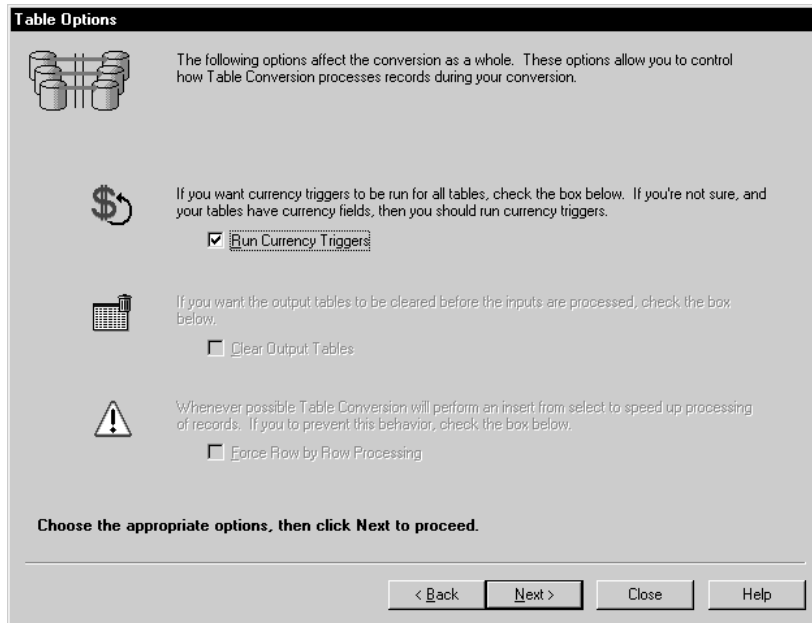 Table Options
The following options affect the conversion as a whole. These options allow you to control
how Table Conversion processes records during your conversion.
If you want currency triggers to be run for all tables, check the box below. If you're not sure, and
your tables have currency fields, then you should run currency triggers.
Run Currency Triggers
If you want the output tables to be cleared before the inputs are processed, check the box
below.
Clear Output Tables
Whenever possible Table Conversion will perform an insert from select to speed up processing
of records. If you to prevent this behavior, check the box below.
Force Row by Row Processing
Choose the appropriate options, then click Next to proceed.
< Back Next > Close Help